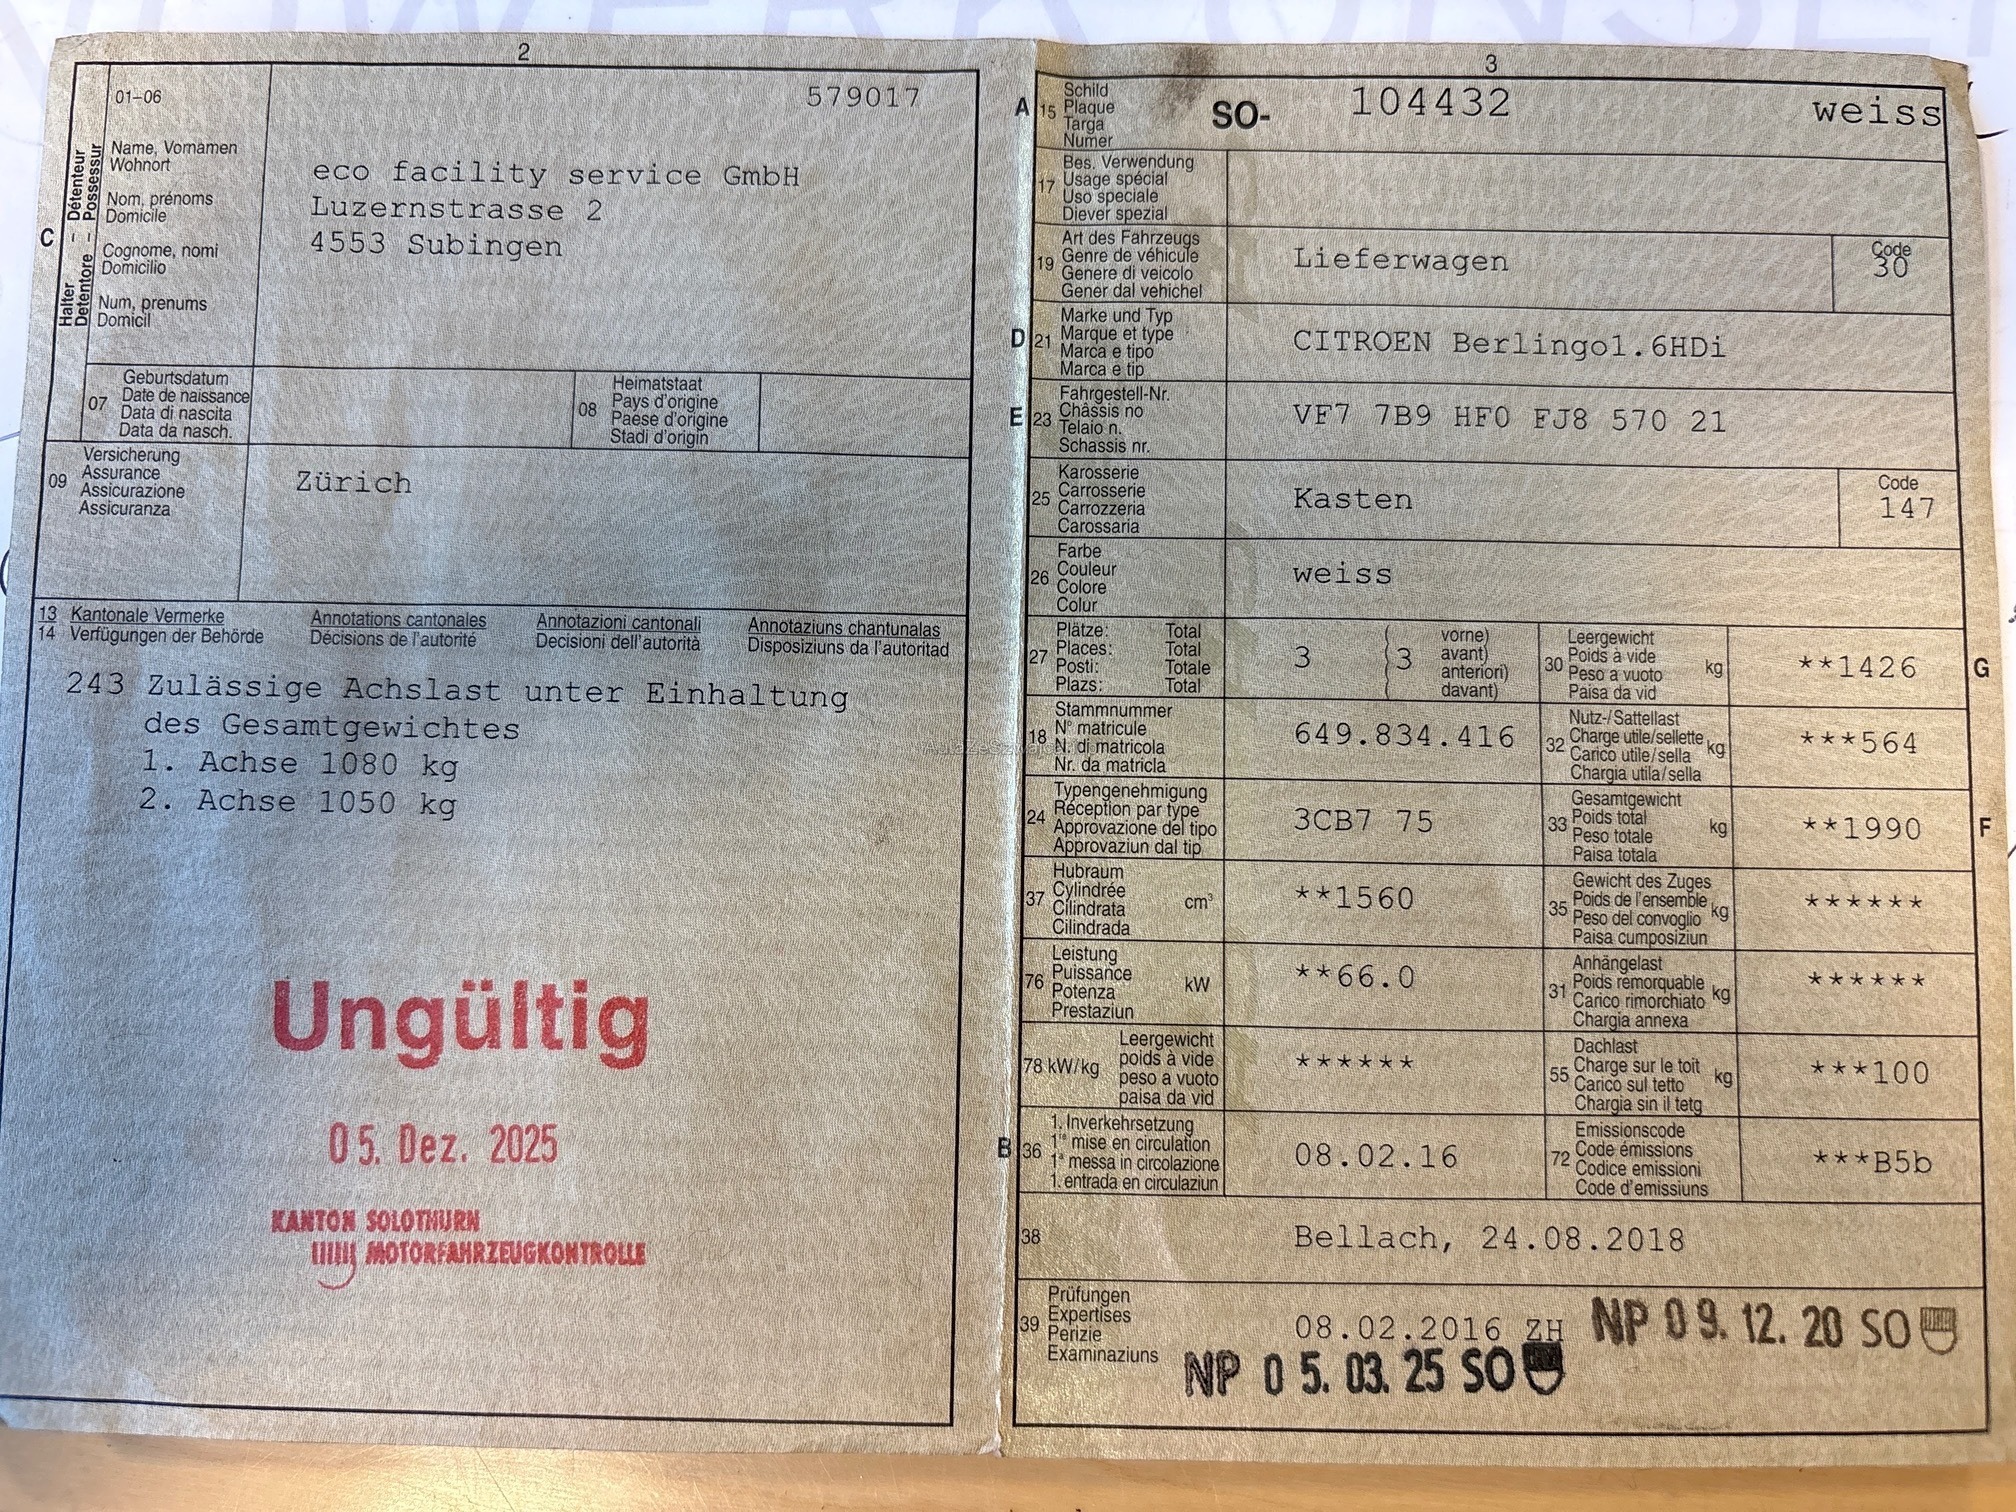 2
01-06
579017
C
Halter – Détenteur
Detentore – Possessur
Name, Vornamen
Wohnort
Nom, prénoms
Domicile
Cognome, nomi
Domicilio
Num, prenums
Domicil
eco facility service GmbH
Luzernstrasse 2
4553 Subingen
07
Geburtsdatum
Date de naissance
Data di nascita
Data da nasch.
08
Heimatstaat
Pays d'origine
Paese d'origine
Stadi d'origin
09
Versicherung
Assurance
Assicurazione
Assicuranza
Zürich
13 Kantonale Vermerke Annotations cantonales Annotazioni cantonali Annotaziuns chantunalas
14 Verfügungen der Behörde Décisions de l'autorité Decisioni dell'autorità Disposiziuns da l'autoritad
243 Zulässige Achslast unter Einhaltung
des Gesamtgewichtes
1. Achse 1080 kg
2. Achse 1050 kg
Ungültig
05. Dez. 2025
KANTON SOLOTHURN
MOTORFAHRZEUGKONTROLLE
3
A
15
Schild
Plaque
Targa
Numer
SO- 104432 weiss
17
Bes. Verwendung
Usage spécial
Uso speciale
Diever spezial
19
Art des Fahrzeugs
Genre de véhicule
Genere di veicolo
Gener dal vehichel
Lieferwagen
Code
30
D
21
Marke und Typ
Marque et type
Marca e tipo
Marca e tip
CITROEN Berlingo1.6HDi
E
23
Fahrgestell-Nr.
Châssis no
Telaio n.
Schassis nr.
VF7 7B9 HF0 FJ8 570 21
25
Karosserie
Carrosserie
Carrozzeria
Carossaria
Kasten
Code
147
26
Farbe
Couleur
Colore
Colur
weiss
27
Plätze: Total
Places: Total
Posti: Totale
Plazs: Total
3
3
vorne)
avant)
anteriori)
davant)
30
Leergewicht
Poids à vide
Peso a vuoto
Paisa da vid
kg
**1426
G
18
Stammnummer
N° matricule
N. di matricola
Nr. da matricla
649.834.416
32
Nutz-/Sattellast
Charge utile/sellette
Carico utile/sella
Chargia utila/sella
kg
***564
24
Typengenehmigung
Réception par type
Approvazione del tipo
Approvaziun dal tip
3CB7 75
33
Gesamtgewicht
Poids total
Peso totale
Paisa totala
kg
**1990
F
37
Hubraum
Cylindrée
Cilindrata
Cilindrada
cm³
**1560
35
Gewicht des Zuges
Poids de l'ensemble
Peso del convoglio
Paisa cumposiziun
kg
******
76
Leistung
Puissance
Potenza
Prestaziun
kW
**66.0
31
Anhängelast
Poids remorquable
Carico rimorchiato
Chargia annexa
kg
******
78 kW/kg
Leergewicht
poids à vide
peso a vuoto
paisa da vid
******
55
Dachlast
Charge sur le toit
Carico sul tetto
Chargia sin il tetg
kg
***100
B
36
1. Inverkehrsetzung
1re mise en circulation
1a messa in circolazione
1. entrada en circulaziun
08.02.16
72
Emissionscode
Code émissions
Codice emissioni
Code d'emissiuns
***B5b
38
Bellach, 24.08.2018
39
Prüfungen
Expertises
Perizie
Examinaziuns
08.02.2016 ZH NP 09.12.20 SO
NP 05.03.25 SO